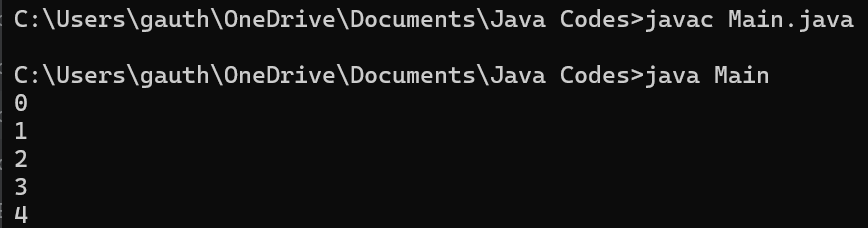 C:\Users\gauth\OneDrive\Documents\Java Codes>javac Main.java
C:\Users\gauth\OneDrive\Documents\Java Codes>java Main
0
1
2
3
4